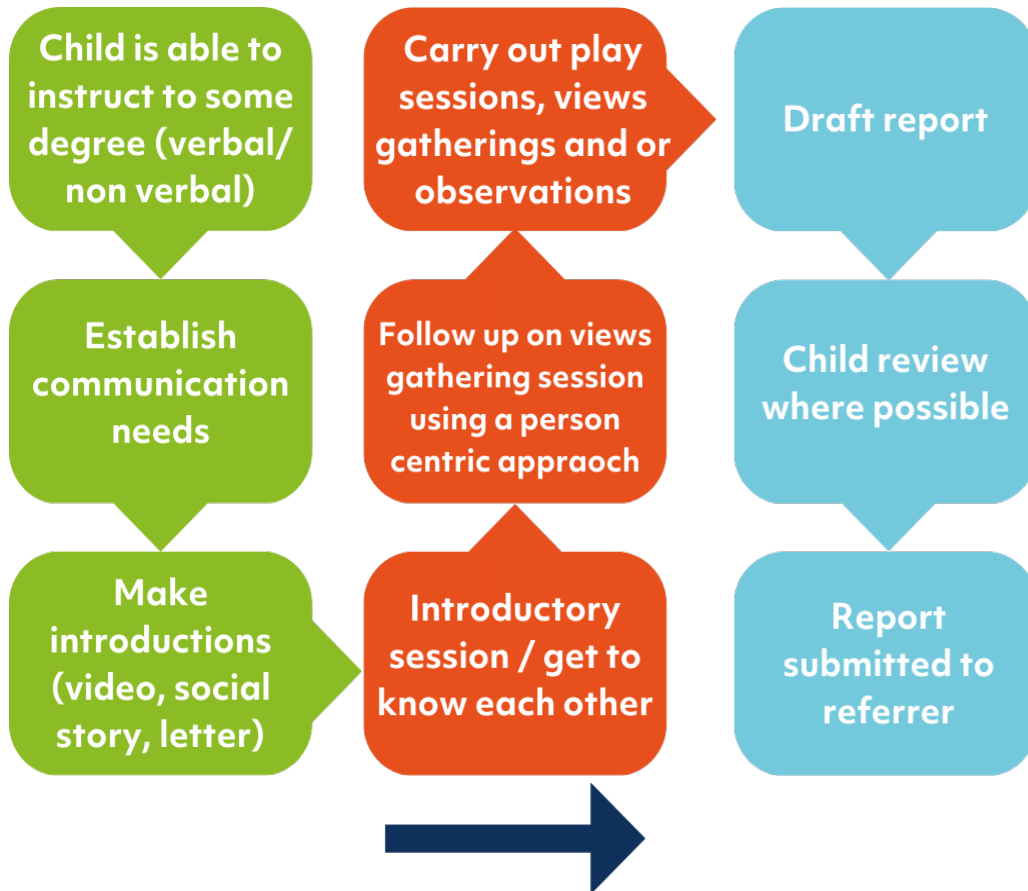 Child is able to
instruct to some
degree (verbal/
non verbal)
Establish
communication
needs
Make
introductions
(video, social
story, letter)
Introductory
session / get to
know each other
Follow up on views
gathering session
using a person
centric appraoch
Carry out play
sessions, views
gatherings and or
observations
Draft report
Child review
where possible
Report
submitted to
referrer